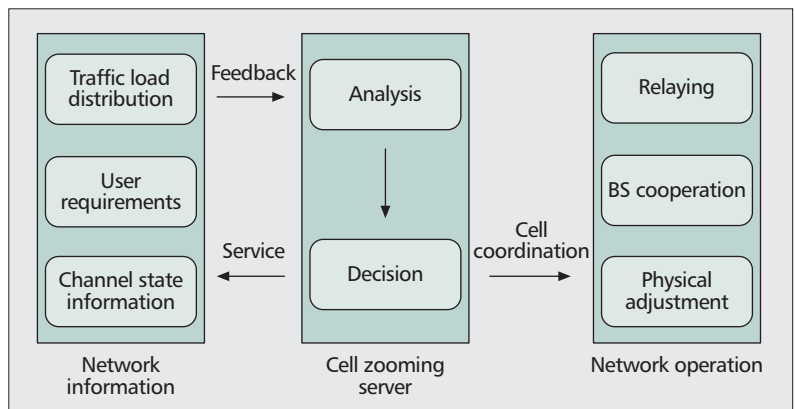 Traffic load
distribution
User
requirements
Channel state
information
Network
information
Feedback
Service
Analysis
Decision
Cell zooming
server
Cell
coordination
Relaying
BS cooperation
Physical
adjustment
Network operation